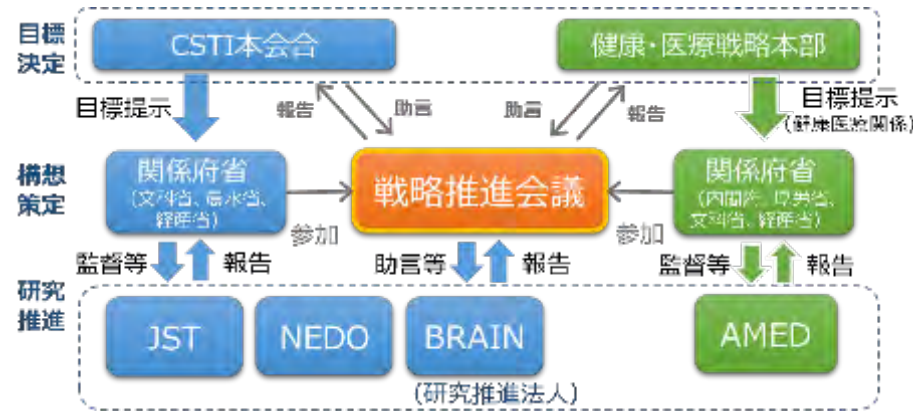 目標
決定
CSTI本会合
健康・医療戦略本部
目標提示
報告
助言
助言
報告
目標提示
(健康医療関係)
構想
策定
関係府省
(文科省、農水省、
経産省)
戦略推進会議
関係府省
(内閣府、厚労省、
文科省、経産省)
参加
参加
監督等
報告
助言等
報告
監督等
報告
研究
推進
JST
NEDO
BRAIN
AMED
(研究推進法人)